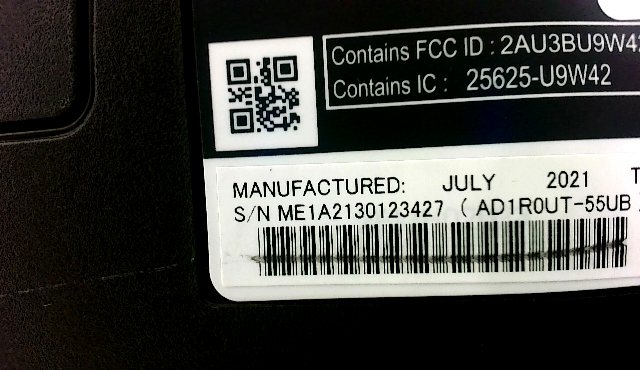 Contains FCC ID : 2AU3BU9W42
Contains IC : 25625-U9W42
MANUFACTURED: JULY 2021 T
S/N ME1A2130123427 ( AD1R0UT-55UB )